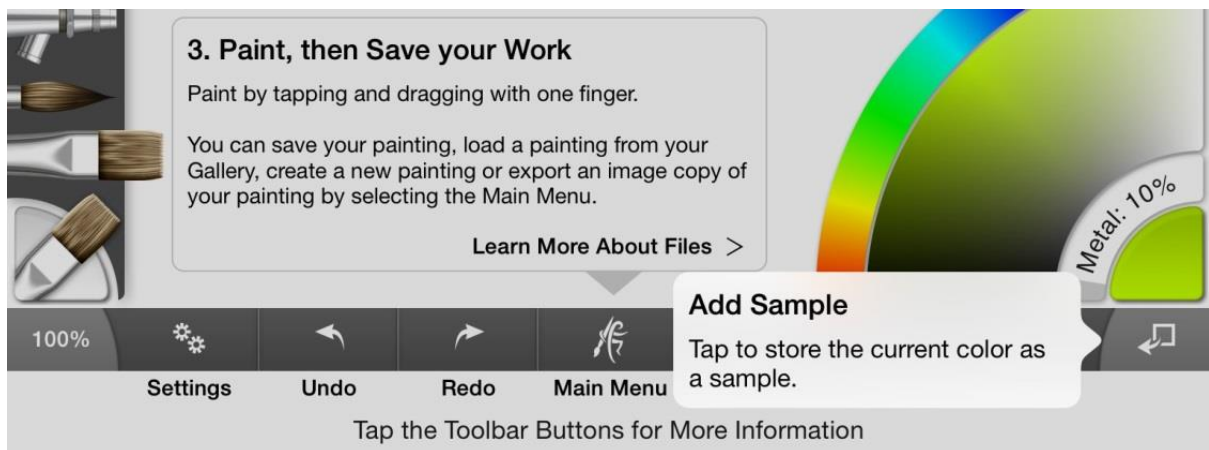 3. Paint, then Save your Work
Paint by tapping and dragging with one finger.
You can save your painting, load a painting from your
Gallery, create a new painting or export an image copy of
your painting by selecting the Main Menu.
Learn More About Files >
Metal: 10%
Add Sample
Tap to store the current color as
a sample.
100%
Settings
Undo
Redo
Main Menu
Tap the Toolbar Buttons for More Information